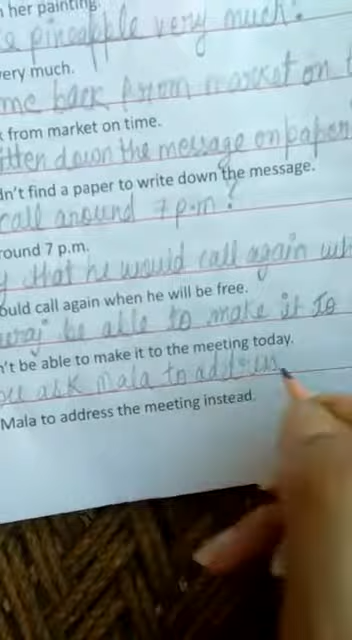 her painting.
pineapple very much.
very much.
me back from market on
from market on time.
itten down the message on paper
dn't find a paper to write down the message.
call around 7 p.m?
round 7 p.m.
that he would call again
ould call again when he will be free.
be able to make it to
n't be able to make it to the meeting today.
ask Mala to
Mala to address the meeting instead.